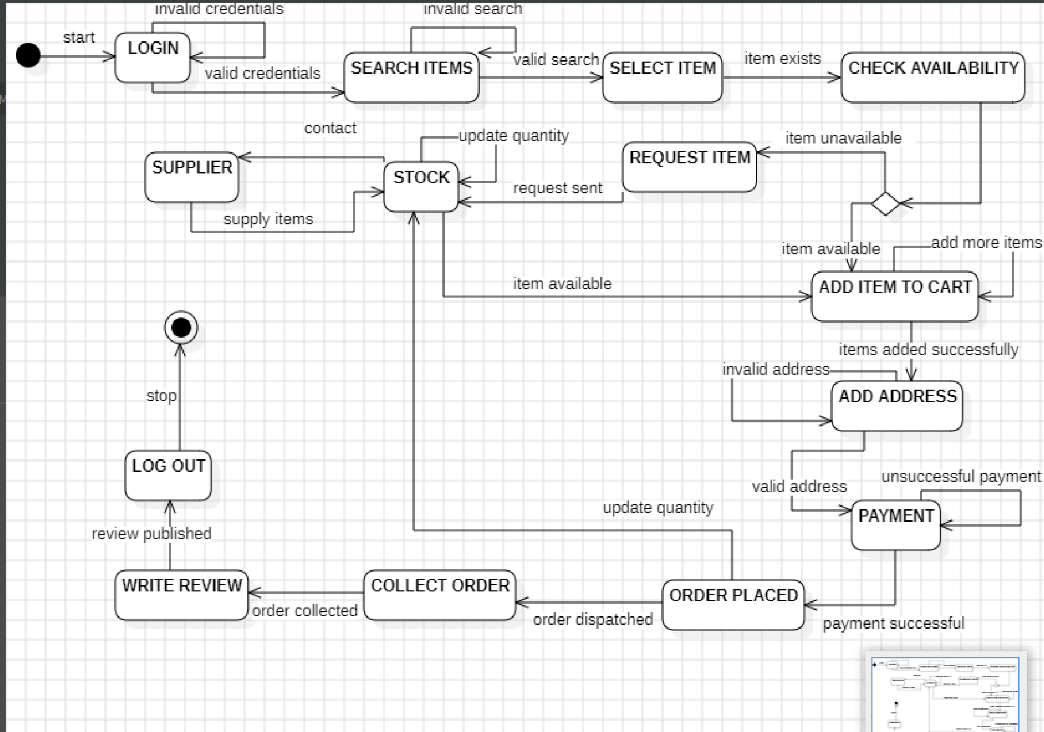 invalid credentials
invalid search
start
LOGIN
valid credentials
SEARCH ITEMS
valid search
SELECT ITEM
item exists
CHECK AVAILABILITY
contact
update quantity
item unavailable
SUPPLIER
STOCK
REQUEST ITEM
request sent
supply items
item available
add more items
item available
ADD ITEM TO CART
items added successfully
invalid address
ADD ADDRESS
stop
LOG OUT
valid address
unsuccessful payment
update quantity
PAYMENT
review published
WRITE REVIEW
COLLECT ORDER
ORDER PLACED
order collected
order dispatched
payment successful